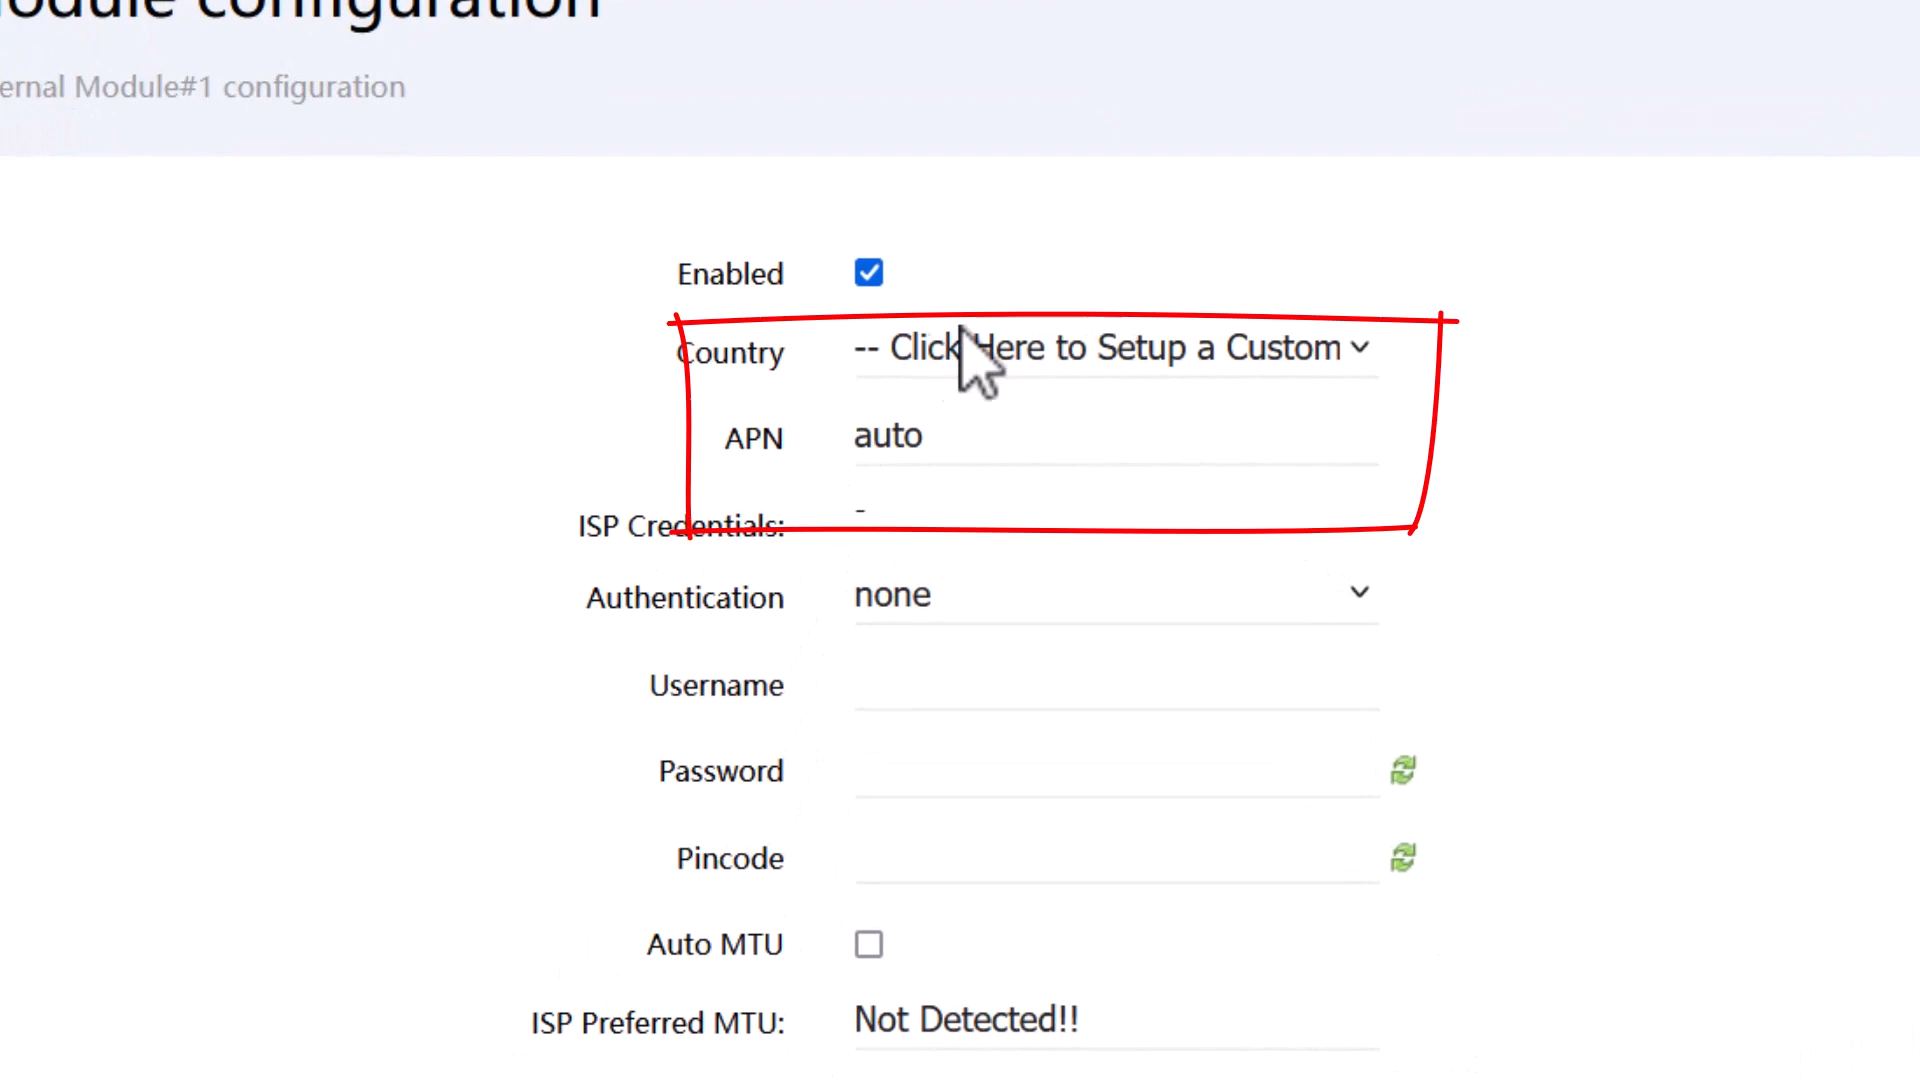 configuration
Module#1 configuration
Enabled
Country -- Click Here to Setup a Custom
APN auto
ISP Credentials: -
Authentication none
Username
Password
Pincode
Auto MTU
ISP Preferred MTU: Not Detected!!